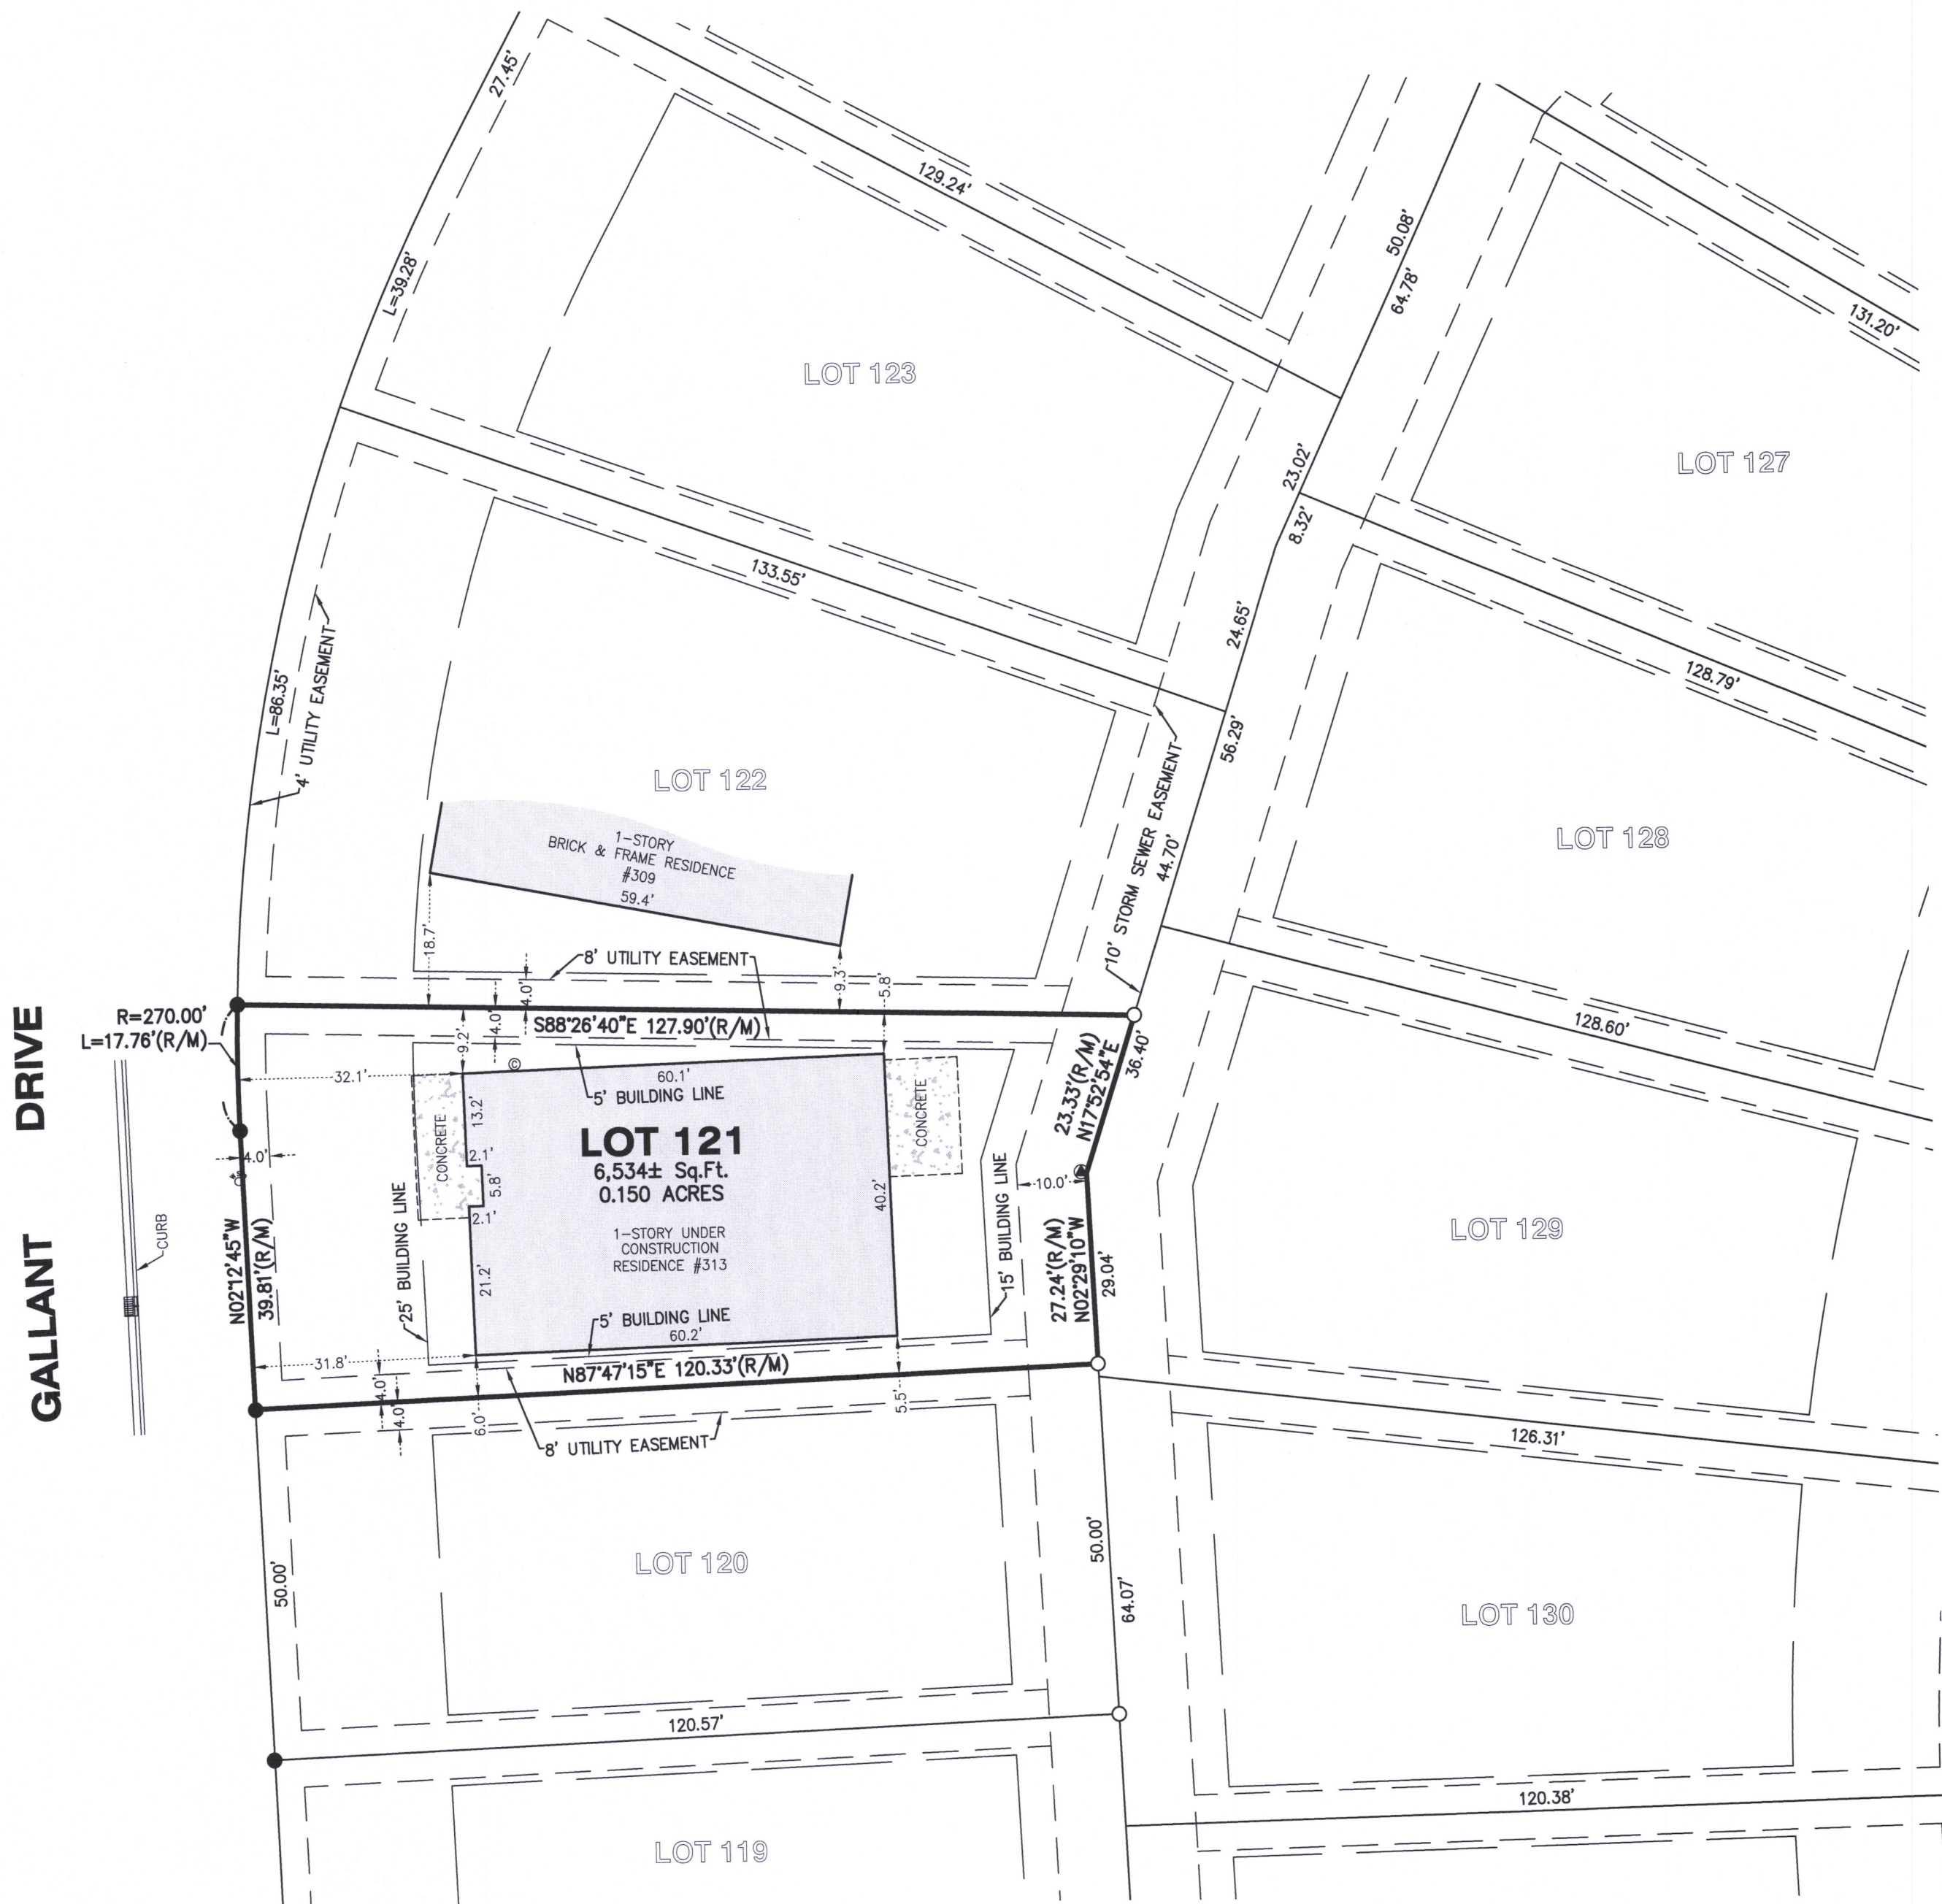 27.45'
129.24'
50.08'
64.78'
131.20'
L=39.28'
LOT 123
LOT 127
23.02'
8.32'
133.55'
24.65'
128.79'
L=86.35'
4' UTILITY EASEMENT
56.29'
LOT 122
LOT 128
10' STORM SEWER EASEMENT
44.70'
1-STORY
BRICK & FRAME RESIDENCE
#309
59.4'
18.7'
8' UTILITY EASEMENT
9.3'
5.8'
4.0'
4.0'
R=270.00'
L=17.76'(R/M)
S88°26'40"E 127.90'(R/M)
9.2'
©
128.60'
36.40'
23.33'(R/M)
N17°52'54"E
32.1'
60.1'
5' BUILDING LINE
CONCRETE
13.2'
LOT 121
6,534± Sq.Ft.
0.150 ACRES
CONCRETE
2.1'
5.8'
2.1'
40.2'
4.0'
10.0'
15' BUILDING LINE
25' BUILDING LINE
1-STORY UNDER
CONSTRUCTION
RESIDENCE #313
21.2'
LOT 129
GALLANT DRIVE
CURB
N02°12'45"W
39.81'(R/M)
27.24'(R/M)
N02°29'10"W
29.04'
5' BUILDING LINE
60.2'
31.8'
N87°47'15"E 120.33'(R/M)
4.0'
4.0'
6.0'
5.5'
8' UTILITY EASEMENT
126.31'
50.00'
LOT 120
50.00'
64.07'
LOT 130
120.57'
120.38'
LOT 119